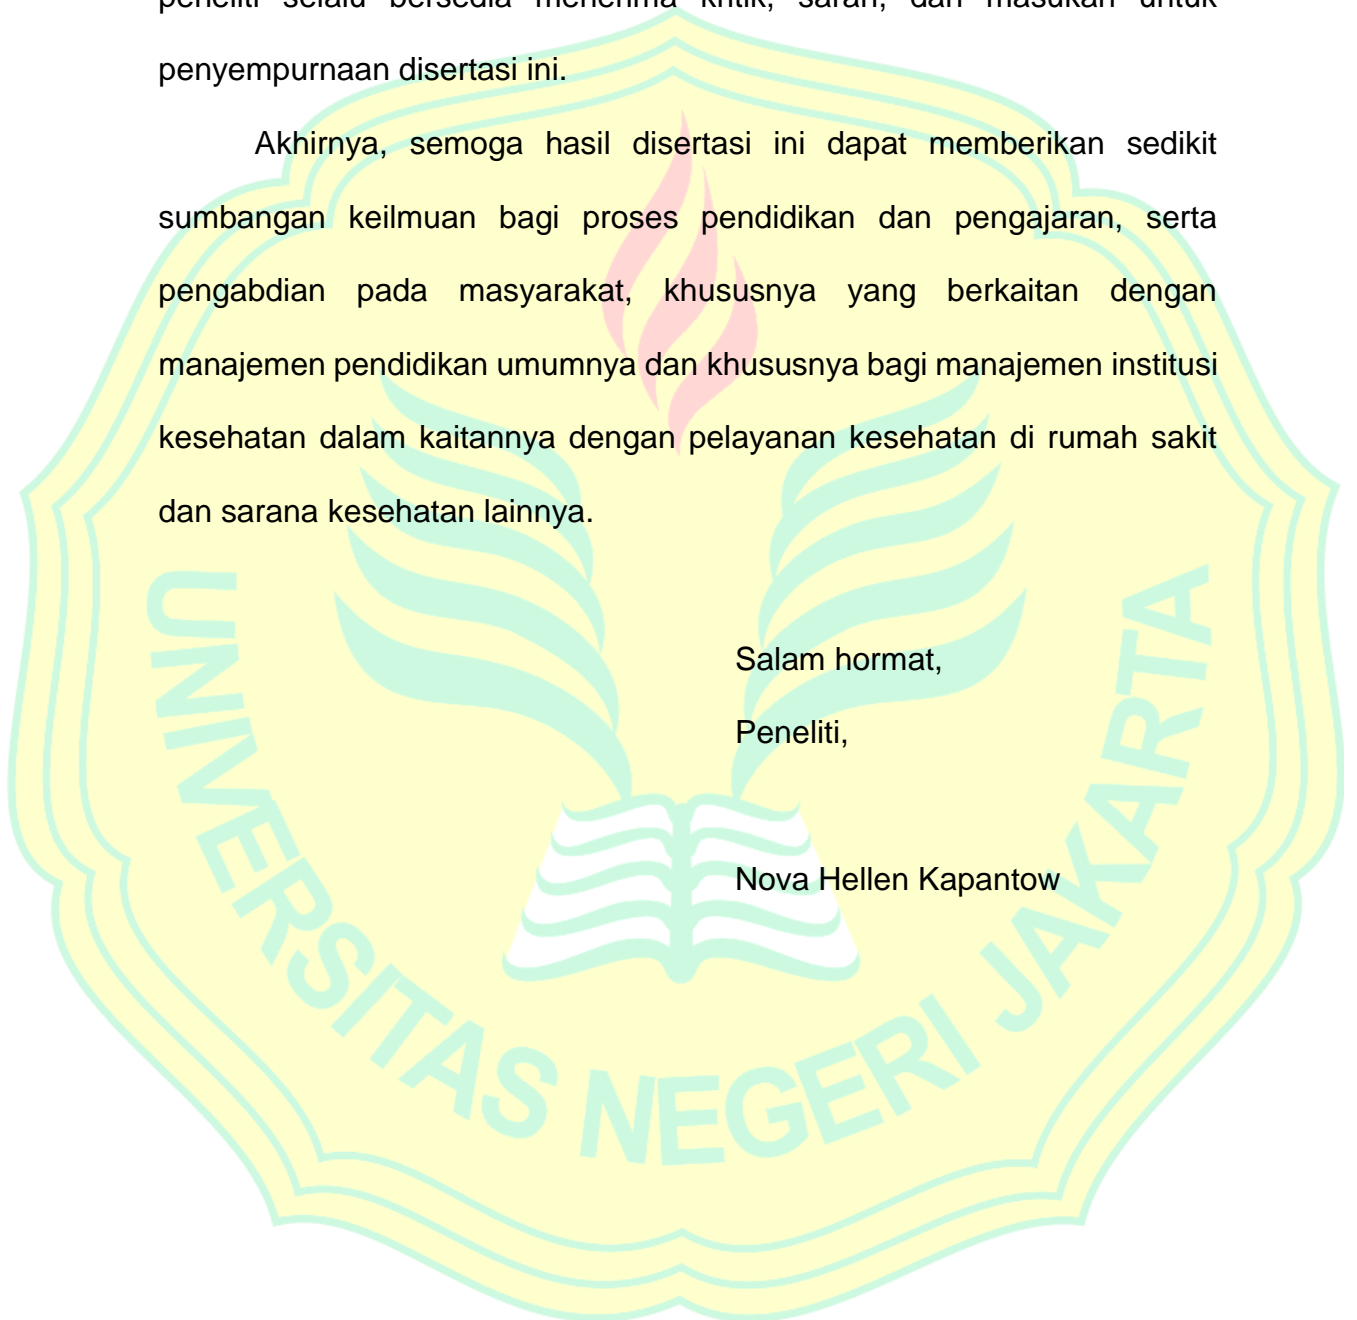 peneliti selalu bersedia menerima kritik, saran, dan masukan untuk
penyempurnaan disertasi ini.
Akhirnya, semoga hasil disertasi ini dapat memberikan sedikit
sumbangan keilmuan bagi proses pendidikan dan pengajaran, serta
pengabdian pada masyarakat, khususnya yang berkaitan dengan
manajemen pendidikan umumnya dan khususnya bagi manajemen institusi
kesehatan dalam kaitannya dengan pelayanan kesehatan di rumah sakit
dan sarana kesehatan lainnya.
Salam hormat,
Peneliti,
Nova Hellen Kapantow
UNIVERSITAS NEGERI JAKARTA